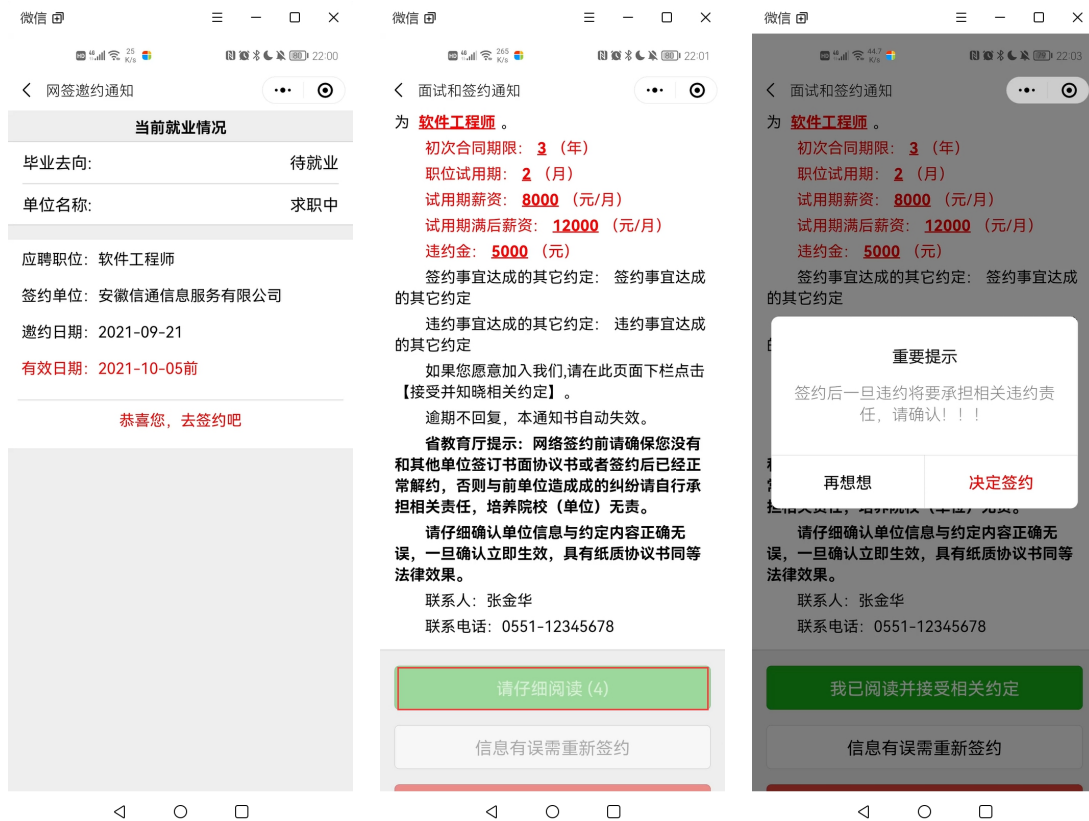 微信
25 K/s
80 22:00
网签邀约通知
当前就业情况
毕业去向: 待就业
单位名称: 求职中
应聘职位: 软件工程师
签约单位: 安徽信通信息服务有限公司
邀约日期: 2021-09-21
有效日期: 2021-10-05前
恭喜您，去签约吧
微信
265 K/s
80 22:01
面试和签约通知
为 软件工程师 。
初次合同期限: 3 (年)
职位试用期: 2 (月)
试用期薪资: 8000 (元/月)
试用期满后薪资: 12000 (元/月)
违约金: 5000 (元)
签约事宜达成的其它约定: 签约事宜达成
的其它约定
违约事宜达成的其它约定: 违约事宜达成
的其它约定
如果您愿意加入我们,请在此页面下栏点击
【接受并知晓相关约定】。
逾期不回复，本通知书自动失效。
省教育厅提示：网络签约前请确保您没有
和其他单位签订书面协议书或者签约后已经正
常解约，否则与前单位造成成的纠纷请自行承
担相关责任，培养院校（单位）无责。
请仔细确认单位信息与约定内容正确无
误，一旦确认立即生效，具有纸质协议书同等
法律效果。
联系人: 张金华
联系电话: 0551-12345678
请仔细阅读 (4)
信息有误需重新签约
微信
44.7 K/s
22:03
面试和签约通知
为 软件工程师 。
初次合同期限: 3 (年)
职位试用期: 2 (月)
试用期薪资: 8000 (元/月)
试用期满后薪资: 12000 (元/月)
违约金: 5000 (元)
签约事宜达成的其它约定: 签约事宜达成
的其它约定
重要提示
签约后一旦违约将要承担相关违约责
任，请确认！！！
再想想 决定签约
担相关责任，培养院校（单位）无责。
请仔细确认单位信息与约定内容正确无
误，一旦确认立即生效，具有纸质协议书同等
法律效果。
联系人: 张金华
联系电话: 0551-12345678
我已阅读并接受相关约定
信息有误需重新签约